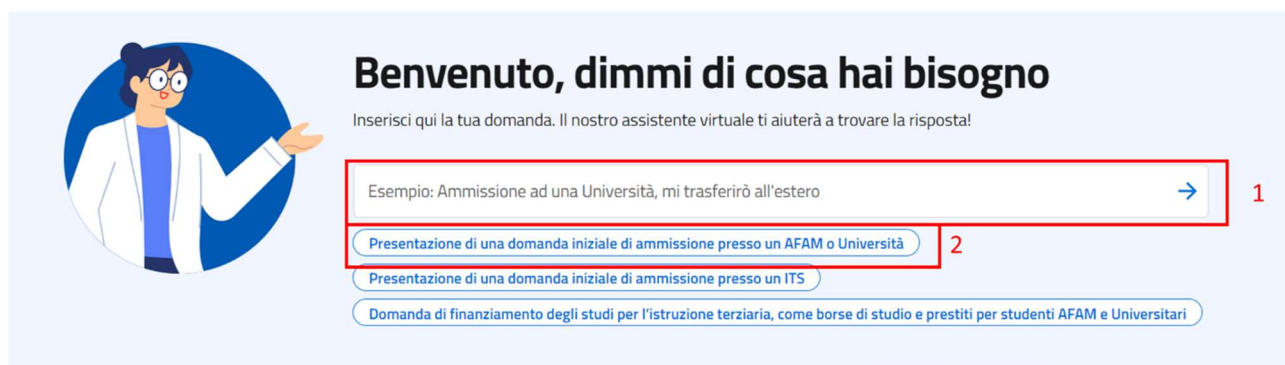 Benvenuto, dimmi di cosa hai bisogno
Inserisci qui la tua domanda. Il nostro assistente virtuale ti aiuterà a trovare la risposta!
Esempio: Ammissione ad una Università, mi trasferirò all'estero
1
Presentazione di una domanda iniziale di ammissione presso un AFAM o Università
2
Presentazione di una domanda iniziale di ammissione presso un ITS
Domanda di finanziamento degli studi per l’istruzione terziaria, come borse di studio e prestiti per studenti AFAM e Universitari